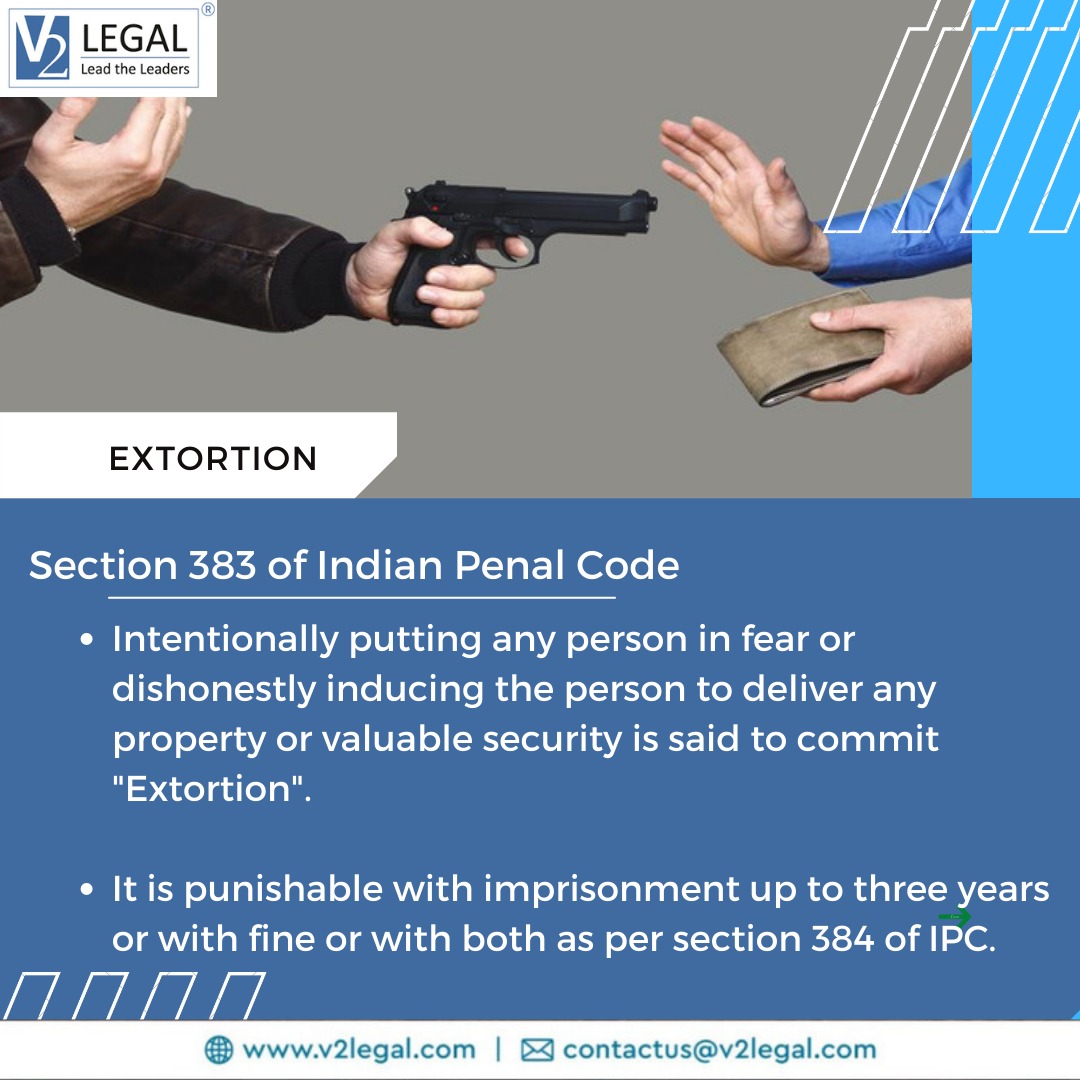 V2 LEGAL ®
Lead the Leaders
EXTORTION
Section 383 of Indian Penal Code
• Intentionally putting any person in fear or
dishonestly inducing the person to deliver any
property or valuable security is said to commit
"Extortion".
• It is punishable with imprisonment up to three years
or with fine or with both as per section 384 of IPC.
www.v2legal.com | contactus@v2legal.com